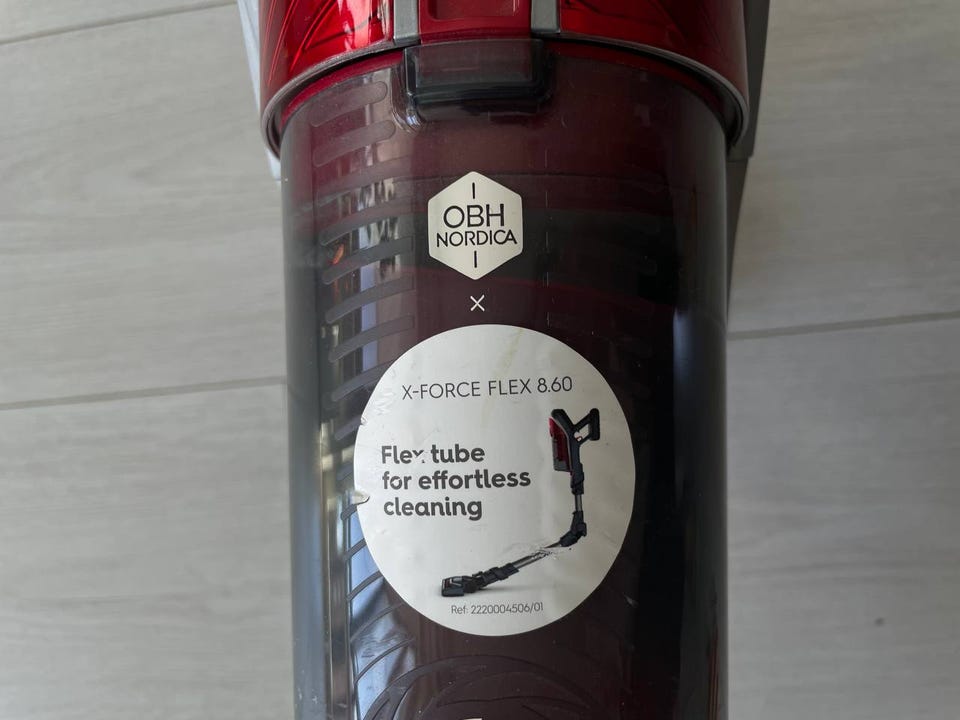 OBH
NORDICA
X
X-FORCE FLEX 8.60
Flex tube
for effortless
cleaning
Ref: 2220004506/01